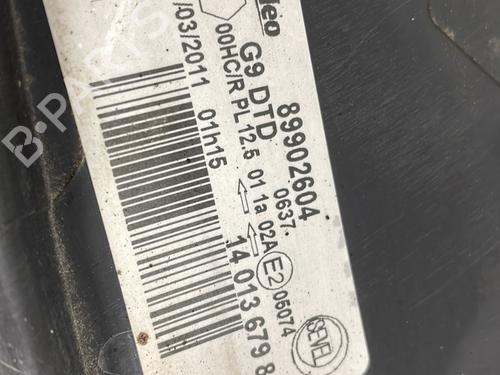 G9 DTD 89902604
00HC/R PL 12.5 01 1a 02A 0637.
E2 05074
/03/2011 01h15
14 013 679 8
SEVEL
B-PARTS